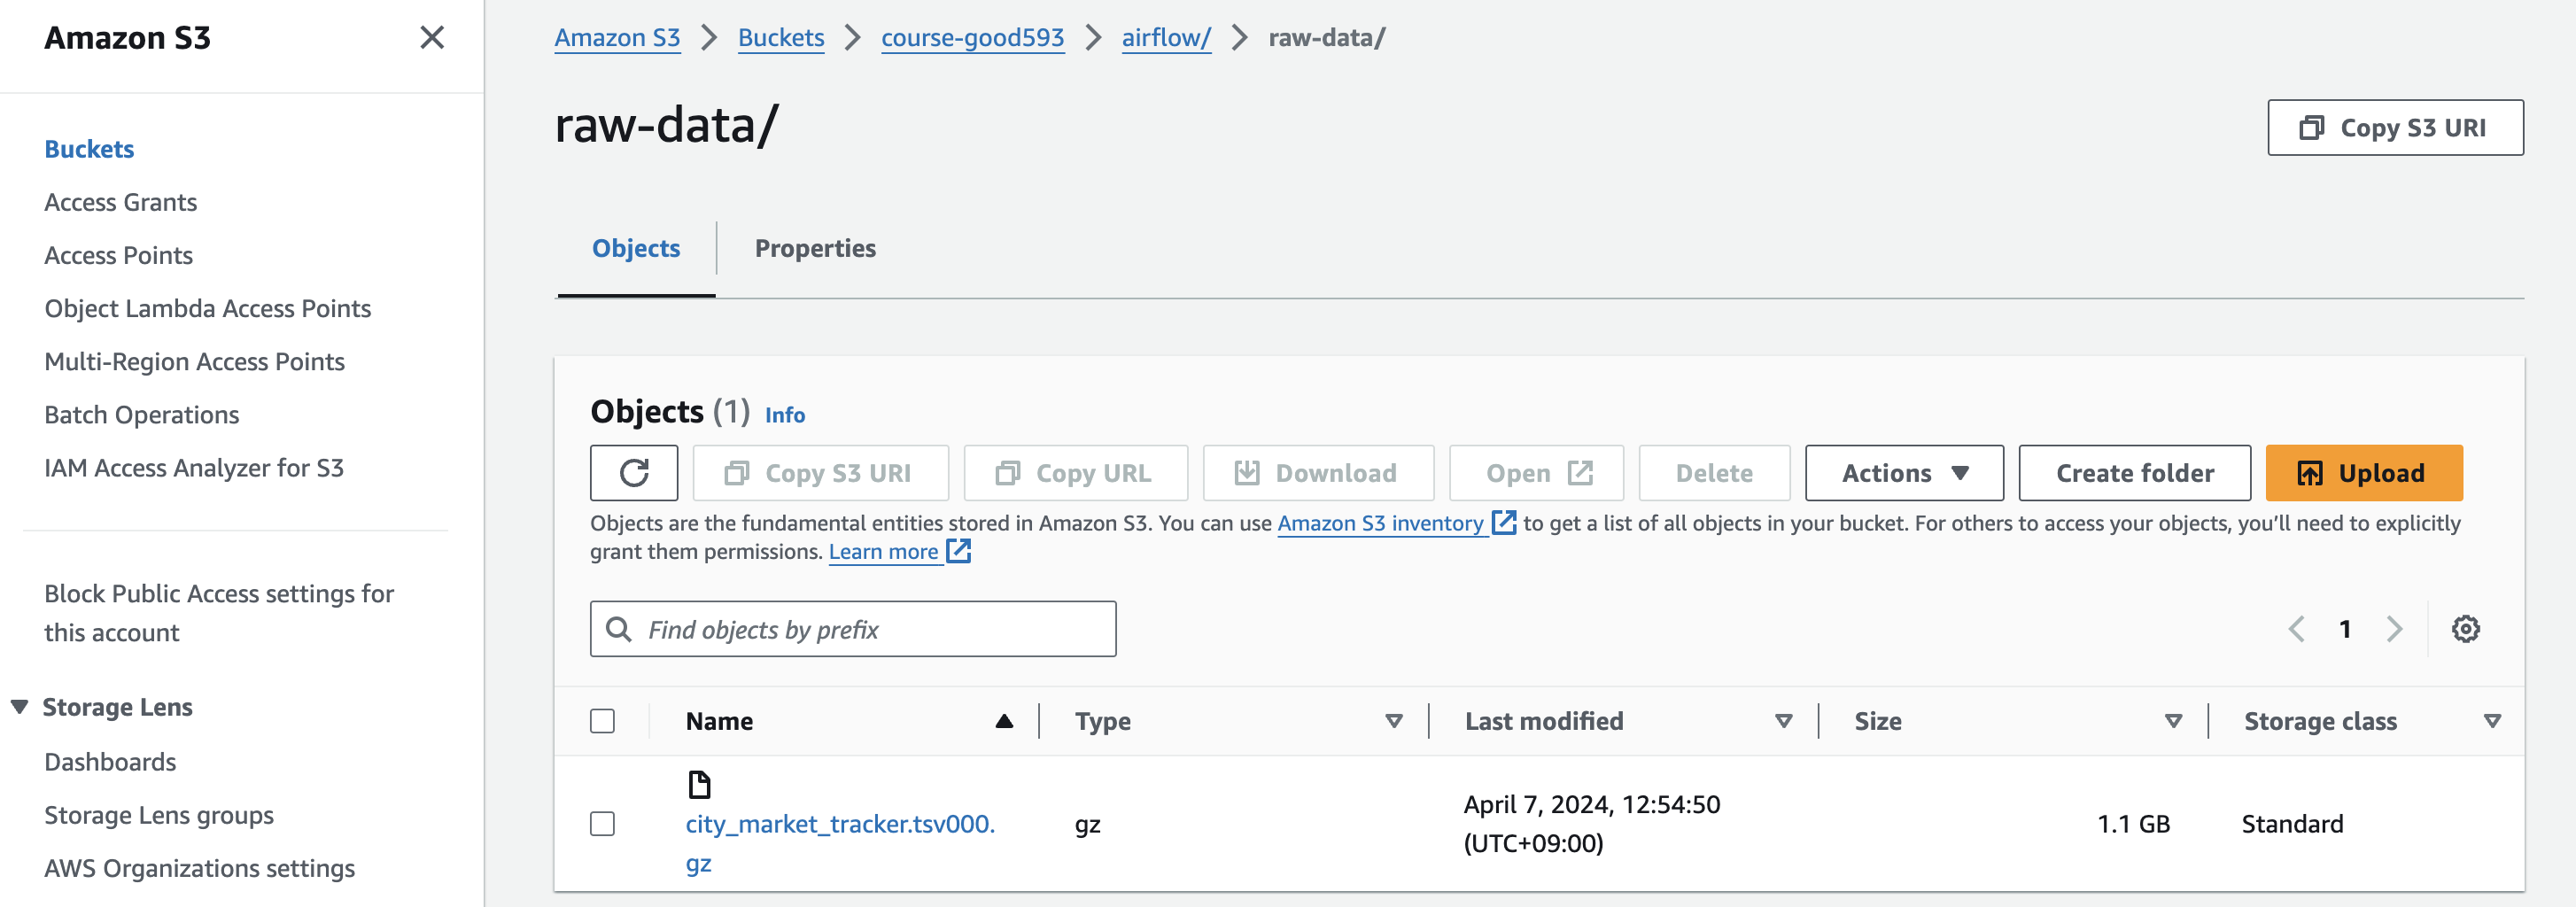 Amazon S3
Buckets
Access Grants
Access Points
Object Lambda Access Points
Multi-Region Access Points
Batch Operations
IAM Access Analyzer for S3
Block Public Access settings for
this account
Storage Lens
Dashboards
Storage Lens groups
AWS Organizations settings
Amazon S3 Buckets course-good593 airflow/ raw-data/
raw-data/
Copy S3 URI
Objects Properties
Objects (1) Info
Copy S3 URI Copy URL Download Open Delete Actions Create folder Upload
Objects are the fundamental entities stored in Amazon S3. You can use Amazon S3 inventory to get a list of all objects in your bucket. For others to access your objects, you’ll need to explicitly
grant them permissions. Learn more
Find objects by prefix
1
Name Type Last modified Size Storage class
city_market_tracker.tsv000.
gz
gz
April 7, 2024, 12:54:50
(UTC+09:00)
1.1 GB
Standard